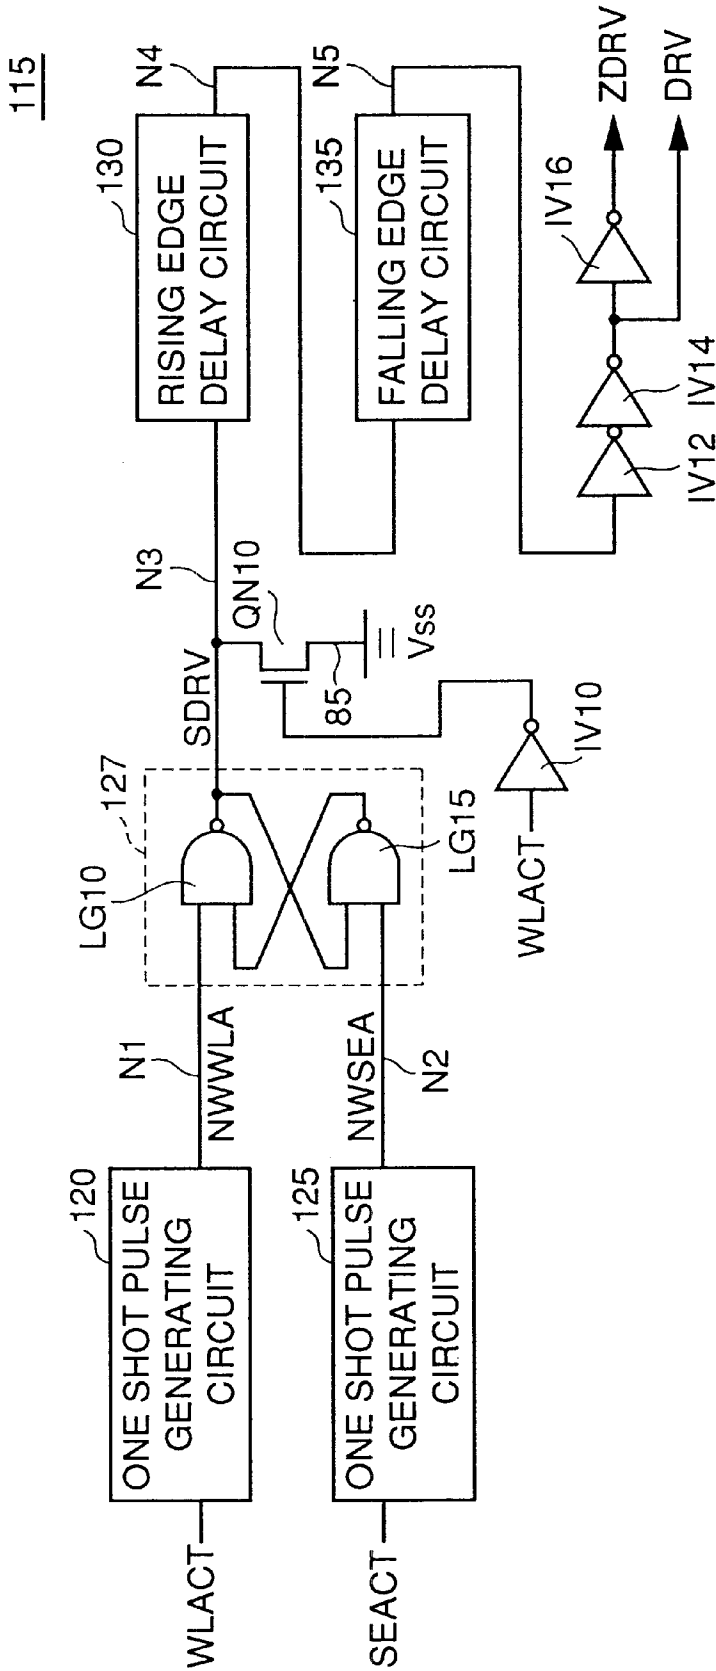 115
WLACT
120
ONE SHOT PULSE
GENERATING
CIRCUIT
N1
NWWLA
LG10
127
SDRV
N3
130
RISING EDGE
DELAY CIRCUIT
N4
SEACT
125
ONE SHOT PULSE
GENERATING
CIRCUIT
NWSEA
N2
LG15
QN10
85
Vss
135
FALLING EDGE
DELAY CIRCUIT
N5
WLACT
IV10
IV12
IV14
IV16
ZDRV
DRV